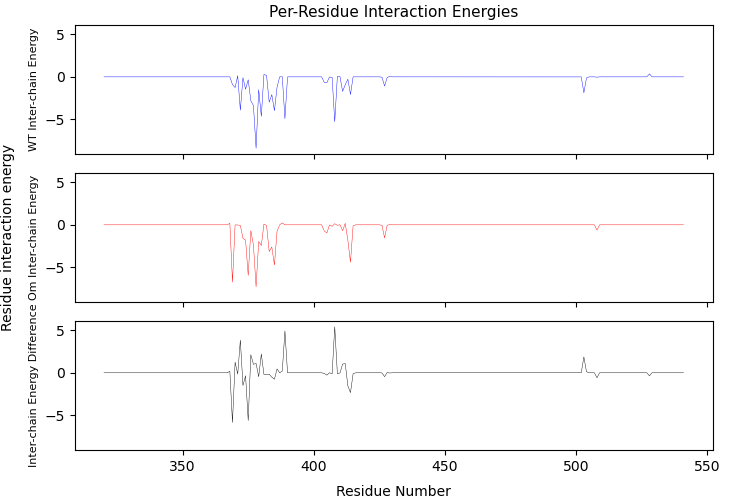 Per-Residue Interaction Energies
Residue interaction energy
WT Inter-chain Energy
5
0
−5
Om Inter-chain Energy
5
0
−5
Inter-chain Energy Difference
5
0
−5
350
400
450
500
550
Residue Number